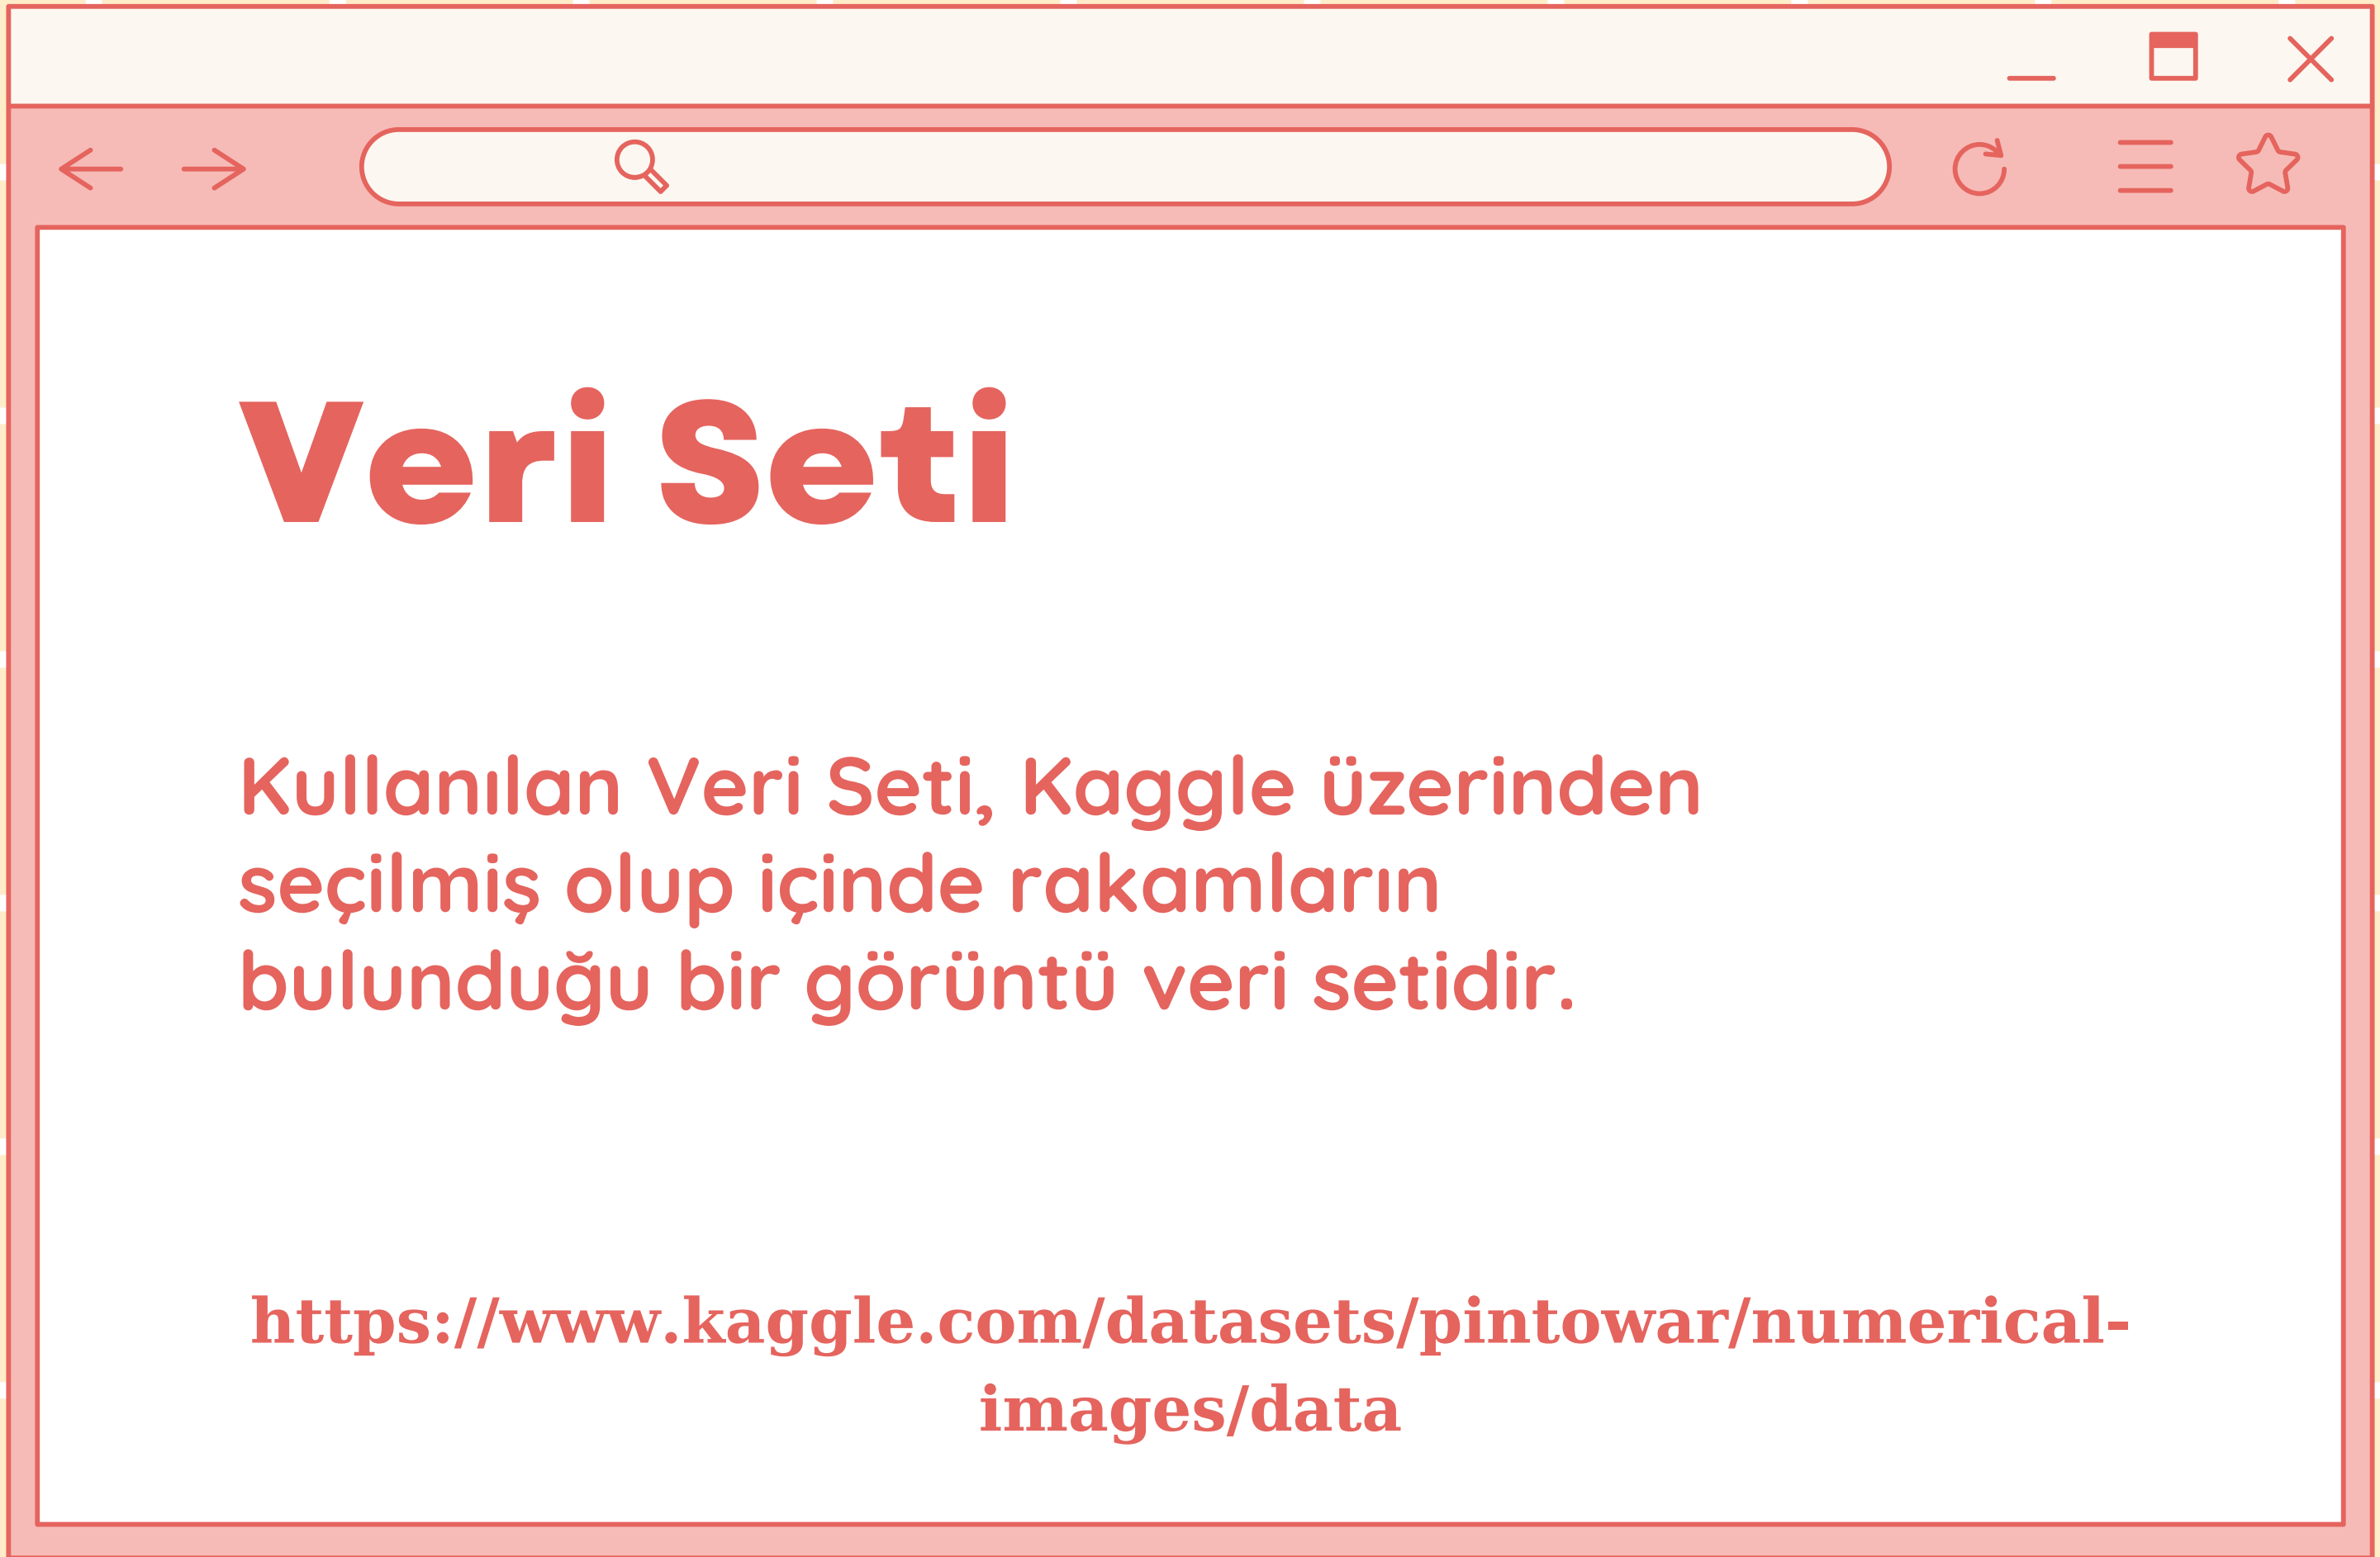 Veri Seti
Kullanılan Veri Seti, Kaggle üzerinden
seçilmiş olup içinde rakamların
bulunduğu bir görüntü veri setidir.
https://www.kaggle.com/datasets/pintowar/numerical-
images/data